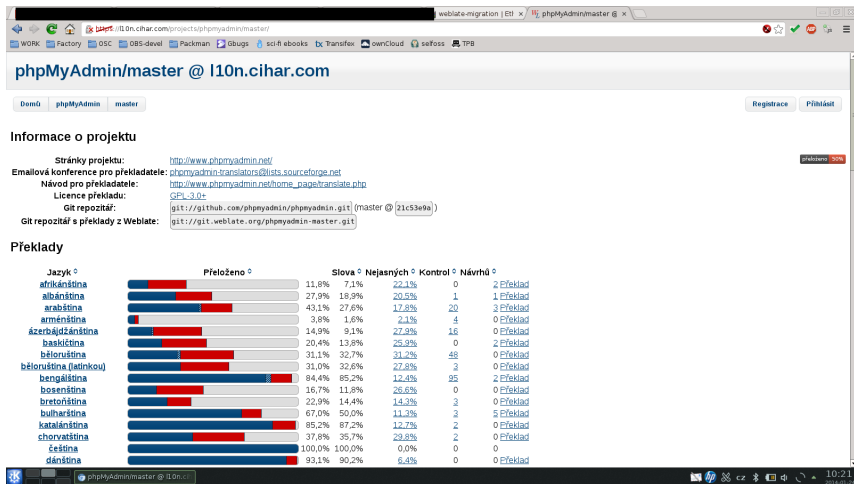 weblate-migration | Etl
phpMyAdmin/master @
https://l10n.cihar.com/projects/phpmyadmin/master/
WORK Factory OSC OBS-devel Packman Gbugs sci-fi ebooks Transifex ownCloud selfoss TPB
phpMyAdmin/master @ l10n.cihar.com
Domů phpMyAdmin master Registrace Přihlásit
Informace o projektu
přeloženo 50%
Stránky projektu: http://www.phpmyadmin.net/
Emailová konference pro překladatele: phpmyadmin-translators@lists.sourceforge.net
Návod pro překladatele: http://www.phpmyadmin.net/home_page/translate.php
Licence překladu: GPL-3.0+
Git repozitář: git://github.com/phpmyadmin/phpmyadmin.git (master @ 21c53e9a )
Git repozitář s překlady z Weblate: git://git.weblate.org/phpmyadmin-master.git
Překlady
Jazyk Přeloženo Slova Nejasných Kontrol Návrhů
afrikánština 11,8% 7,1% 22,1% 0 2 Překlad
albánština 27,9% 18,9% 20,5% 1 1 Překlad
arabština 43,1% 27,6% 17,8% 20 3 Překlad
arménština 3,8% 1,6% 2,1% 4 0 Překlad
ázerbájdžánština 14,9% 9,1% 27,9% 16 0 Překlad
baskičtina 20,4% 13,8% 25,9% 0 2 Překlad
běloruština 31,1% 32,7% 31,2% 48 0 Překlad
běloruština (latinkou) 31,0% 32,6% 27,8% 3 0 Překlad
bengálština 84,4% 85,2% 12,4% 95 2 Překlad
bosenština 16,7% 11,8% 26,6% 0 0 Překlad
bretoňština 22,9% 14,4% 14,3% 3 0 Překlad
bulharština 67,0% 50,0% 11,3% 3 5 Překlad
katalánština 85,2% 87,2% 12,7% 2 0 Překlad
chorvatština 37,8% 35,7% 29,8% 2 0 Překlad
čeština 100,0% 100,0% 0,0% 0 0
dánština 93,1% 90,2% 6,4% 0 0 Překlad
phpMyAdmin/master @ l10n.ci
cz
10:21